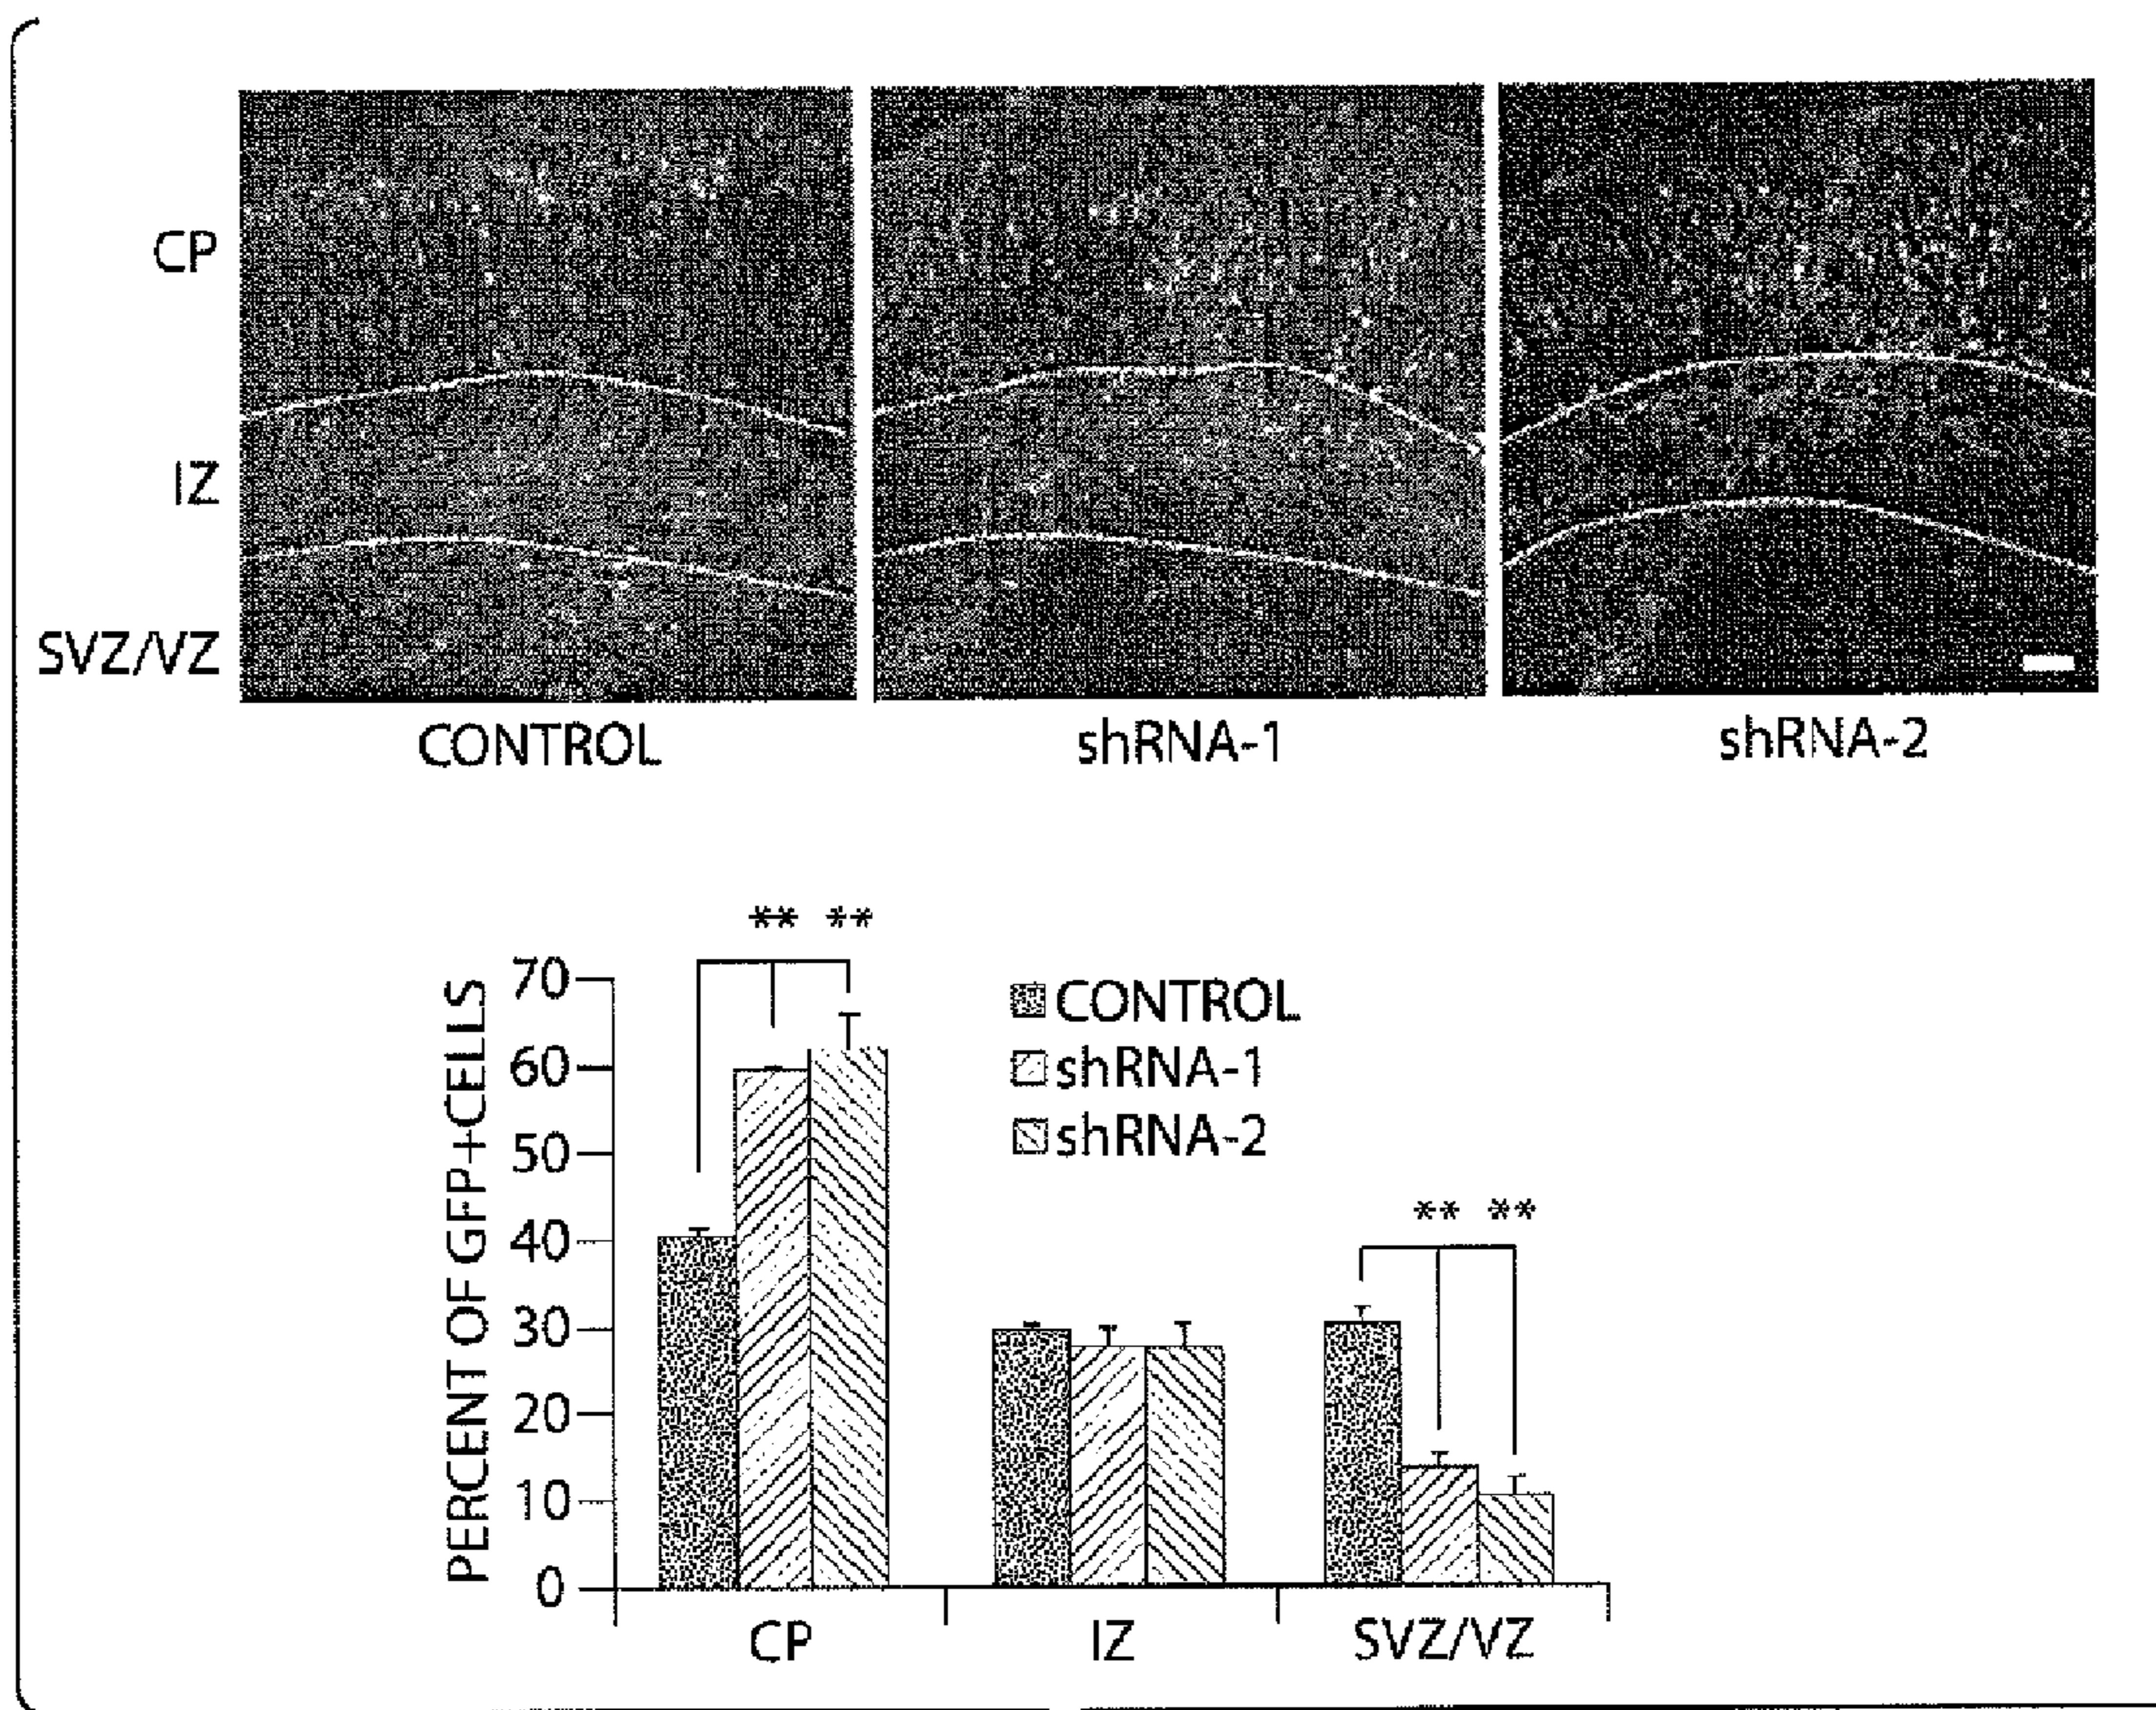 CP
IZ
SVZ/VZ
CONTROL shRNA-1 shRNA-2
** **
PERCENT OF GFP+CELLS
70
60
50
40
30
20
10
0
CONTROL
shRNA-1
shRNA-2
** **
CP IZ SVZ/VZ